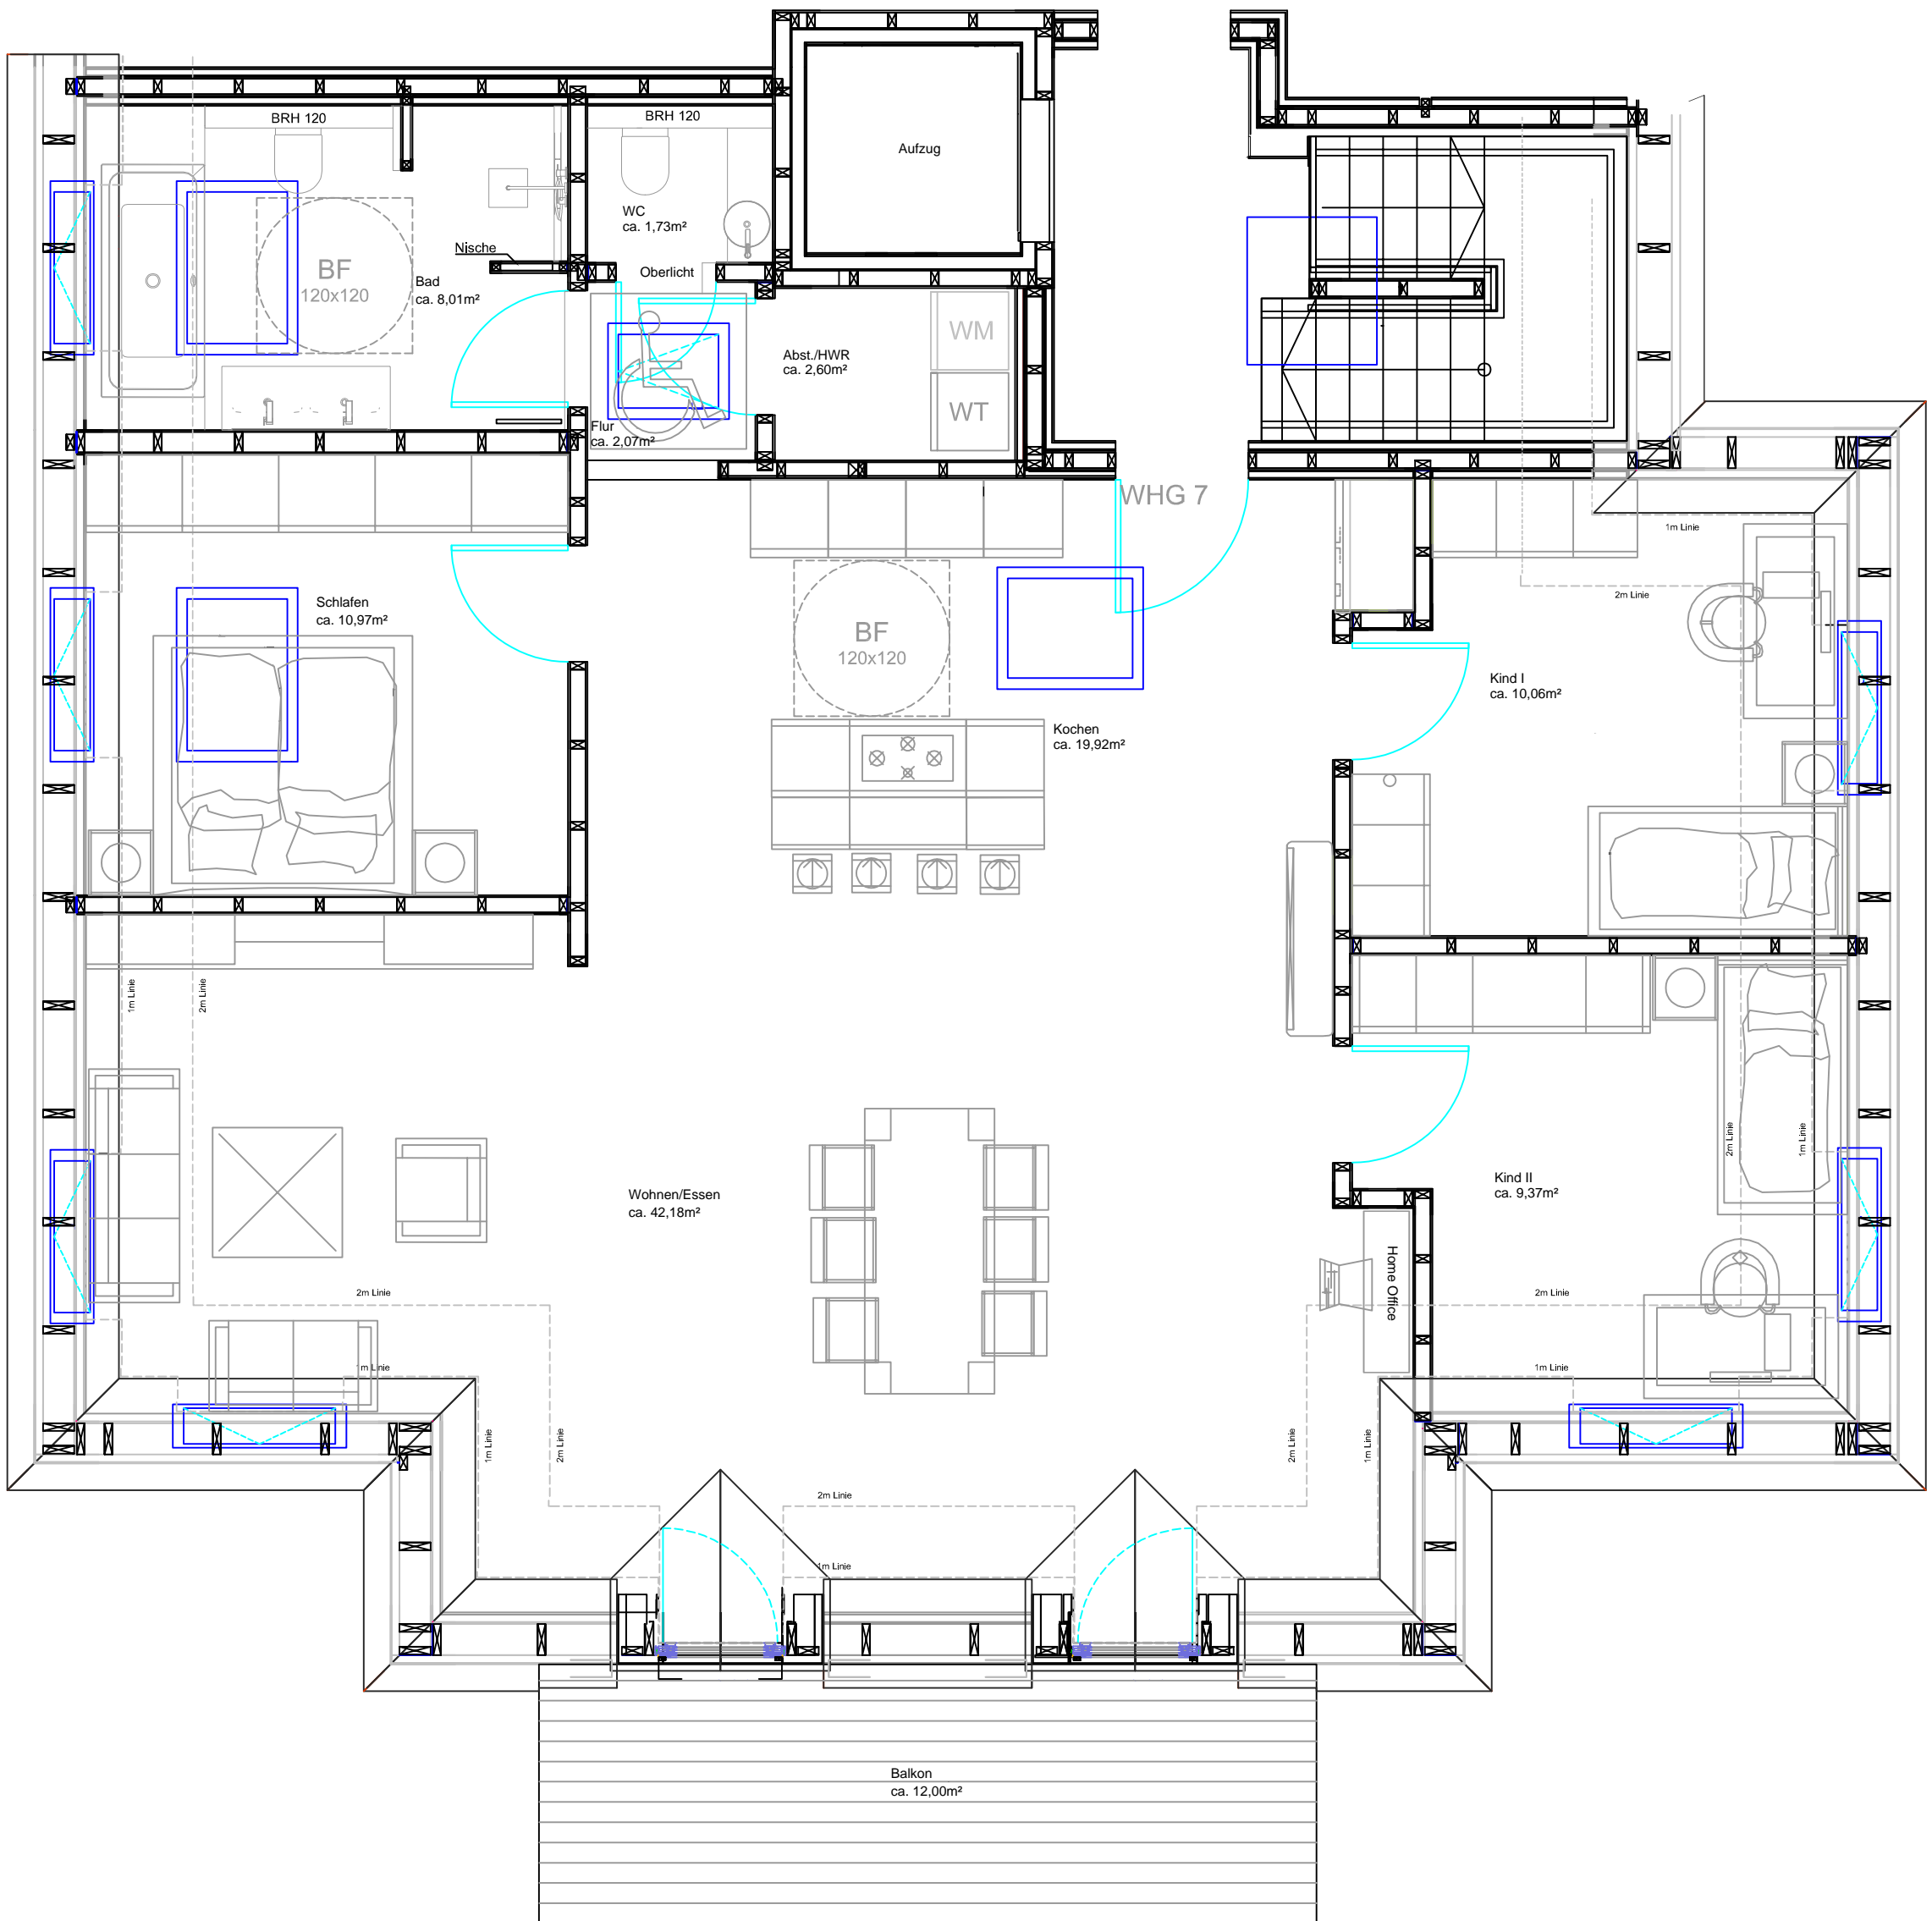 BRH 120
BRH 120
Aufzug
WC
ca. 1,73m²
Nische
Oberlicht
BF
120x120
Bad
ca. 8,01m²
WM
Abst./HWR
ca. 2,60m²
WT
Flur
ca. 2,07m²
WHG 7
1m Linie
2m Linie
Schlafen
ca. 10,97m²
BF
120x120
Kind I
ca. 10,06m²
Kochen
ca. 19,92m²
1m Linie
2m Linie
2m Linie
1m Linie
Kind II
ca. 9,37m²
Wohnen/Essen
ca. 42,18m²
Home Office
2m Linie
2m Linie
1m Linie
1m Linie
1m Linie
2m Linie
2m Linie
1m Linie
2m Linie
1m Linie
Balkon
ca. 12,00m²